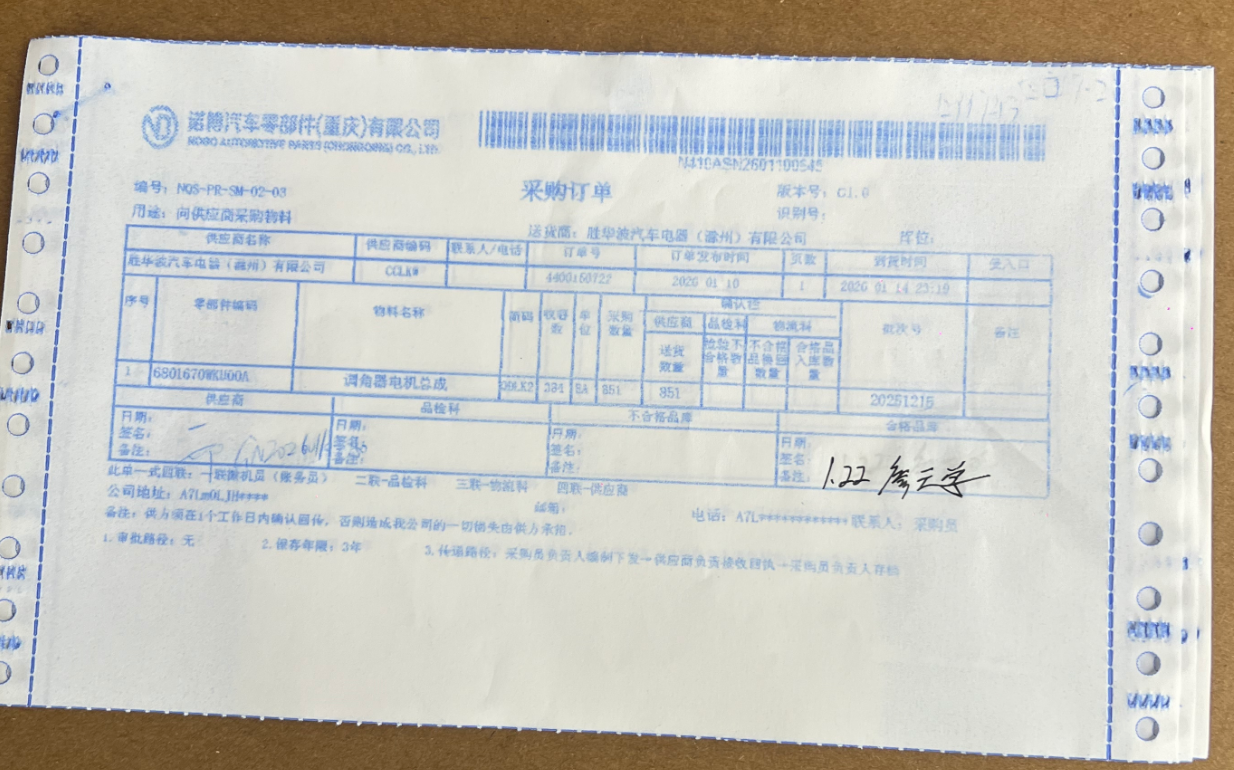 诺博汽车零部件(重庆)有限公司
NOBO AUTOMOTIVE PARTS (CHONGQING) CO., LTD.
N410ASN2601100545
编号：NQS-PR-SM-02-03
采购订单
版本号：G1.0
用途：向供应商采购物料
识别号：
送货商：胜华波汽车电器（滁州）有限公司
库位：
供应商名称 供应商编码 联系人/电话 订单号 订单发布时间 页数 到货时间 受入口
胜华波汽车电器（滁州）有限公司 4400150722 2026 01 10 1 2026 01 14 23:19
序号 零部件编码 物料名称 简码 收容数 单位 采购数量 确认栏 批次号 备注
供应商 品检科 物流科
送货数量 检验不合格数量 不合格品退回数量 合格品入库数量
1 6801670WKU00A 调角器电机总成 384 EA 851 851 20251215
供应商 品检科 不合格品库 合格品库
日期： 日期： 日期： 日期：
签名： 签名： 签名： 签名：
备注： 备注： 备注： 备注：
1.22
此单一式四联：一联微机员（账务员） 二联-品检科 三联-物流科 四联-供应商
公司地址：A7Lm0LJH****
邮箱：
电话：A7L*********** 联系人：采购员
备注：供方须在1个工作日内确认回传，否则造成我公司的一切损失由供方承担.
1.审批路径：无 2.保存年限：3年 3.传递路径：采购员负责人编制下发→供应商负责接收回执→采购员负责人存档